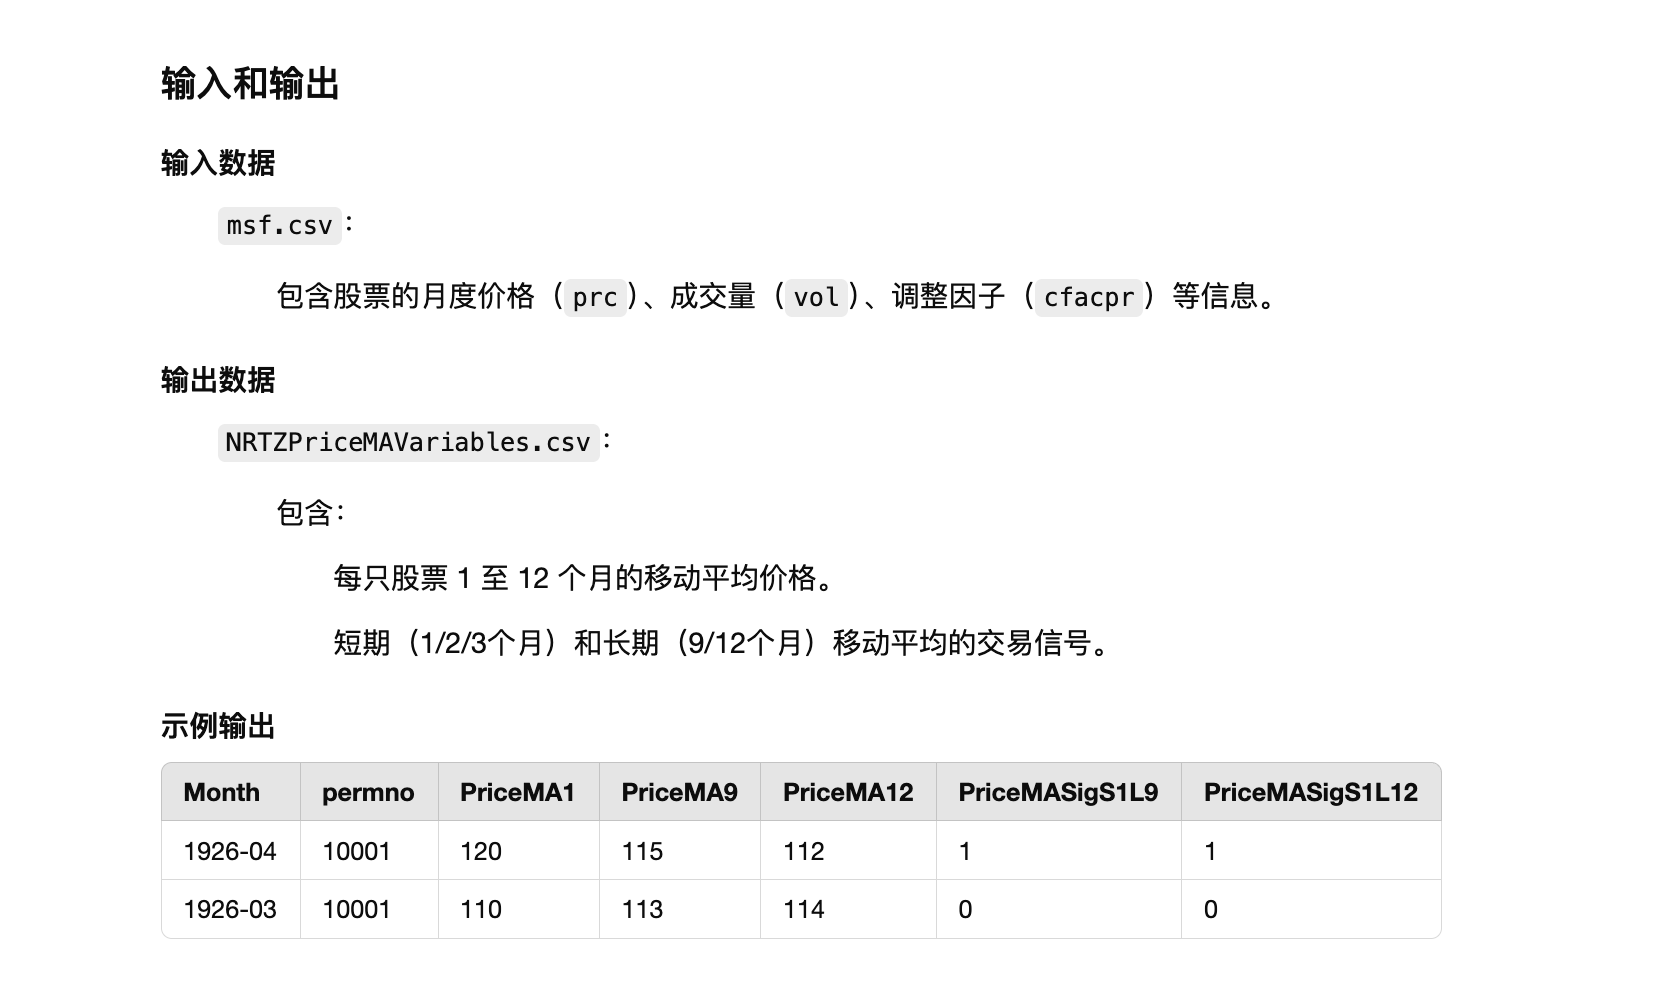 输入和输出
输入数据
msf.csv：
包含股票的月度价格（prc）、成交量（vol）、调整因子（cfacpr）等信息。
输出数据
NRTZPriceMAVariables.csv：
包含：
每只股票 1 至 12 个月的移动平均价格。
短期（1/2/3个月）和长期（9/12个月）移动平均的交易信号。
示例输出
Month permno PriceMA1 PriceMA9 PriceMA12 PriceMASigS1L9 PriceMASigS1L12
1926-04 10001 120 115 112 1 1
1926-03 10001 110 113 114 0 0